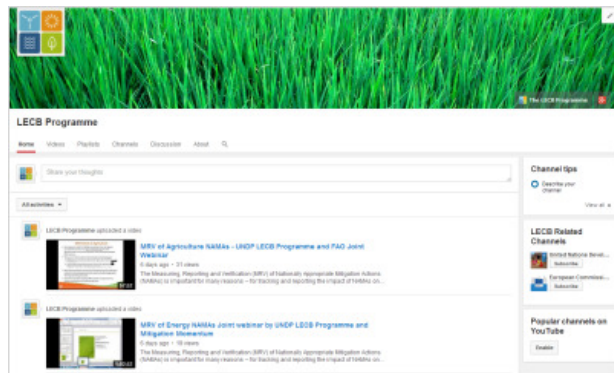 The LECB Programme
LECB Programme
Home Videos Playlists Channels Discussion About
Share your thoughts
All activities
LECB Programme uploaded a video
MRV of Agriculture NAMAs - UNDP LECB Programme and FAO Joint
Webinar
6 days ago • 31 views
The Measuring, Reporting and Verification (MRV) of Nationally Appropriate Mitigation Actions
(NAMAs) is important for many reasons – for tracking and reporting the impact of NAMAs on...
LECB Programme uploaded a video
MRV of Energy NAMAs Joint webinar by UNDP LECB Programme and
Mitigation Momentum
6 days ago
The Measuring, Reporting and Verification (MRV) of Nationally Appropriate Mitigation Actions
(NAMAs) is important for many reasons – for tracking and reporting the impact of NAMAs on...
Channel tips
Describe your
channel
View all
LECB Related
Channels
United Nations Devel...
Subscribe
European Commissi...
Subscribe
Popular channels on
YouTube
Enable